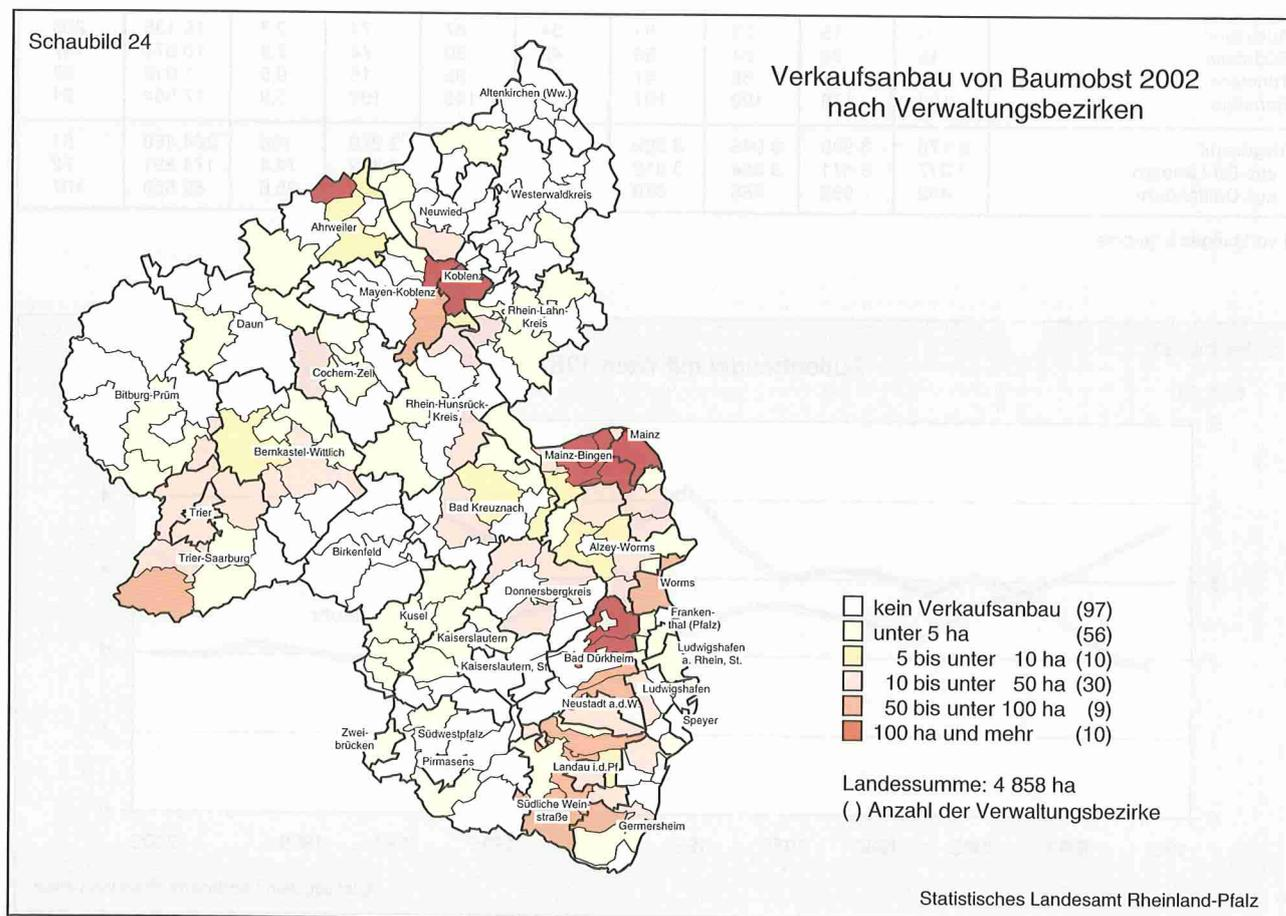 Schaubild 24
Verkaufsanbau von Baumobst 2002
nach Verwaltungsbezirken
Altenkirchen (Ww.)
Westerwaldkreis
Neuwied
Ahrweiler
Koblenz
Mayen-Koblenz
Rhein-Lahn-
Kreis
Daun
Cochem-Zell
Bitburg-Prüm
Rhein-Hunsrück-
Kreis
Mainz
Bernkastel-Wittlich
Mainz-Bingen
Bad Kreuznach
Trier
Alzey-Worms
Birkenfeld
Trier-Saarburg
Worms
Donnersbergkreis
Kusel
Franken-
thal (Pfalz)
Kaiserslautern
Ludwigshafen
a. Rhein, St.
Bad Dürkheim
Kaiserslautern, St.
Ludwigshafen
Neustadt a.d.W.
Speyer
Zwei-
brücken
Südwestpfalz
Pirmasens
Landau i.d.Pf.
Südliche Wein-
straße
Germersheim
kein Verkaufsanbau (97)
unter 5 ha (56)
5 bis unter 10 ha (10)
10 bis unter 50 ha (30)
50 bis unter 100 ha (9)
100 ha und mehr (10)
Landessumme: 4 858 ha
( ) Anzahl der Verwaltungsbezirke
Statistisches Landesamt Rheinland-Pfalz